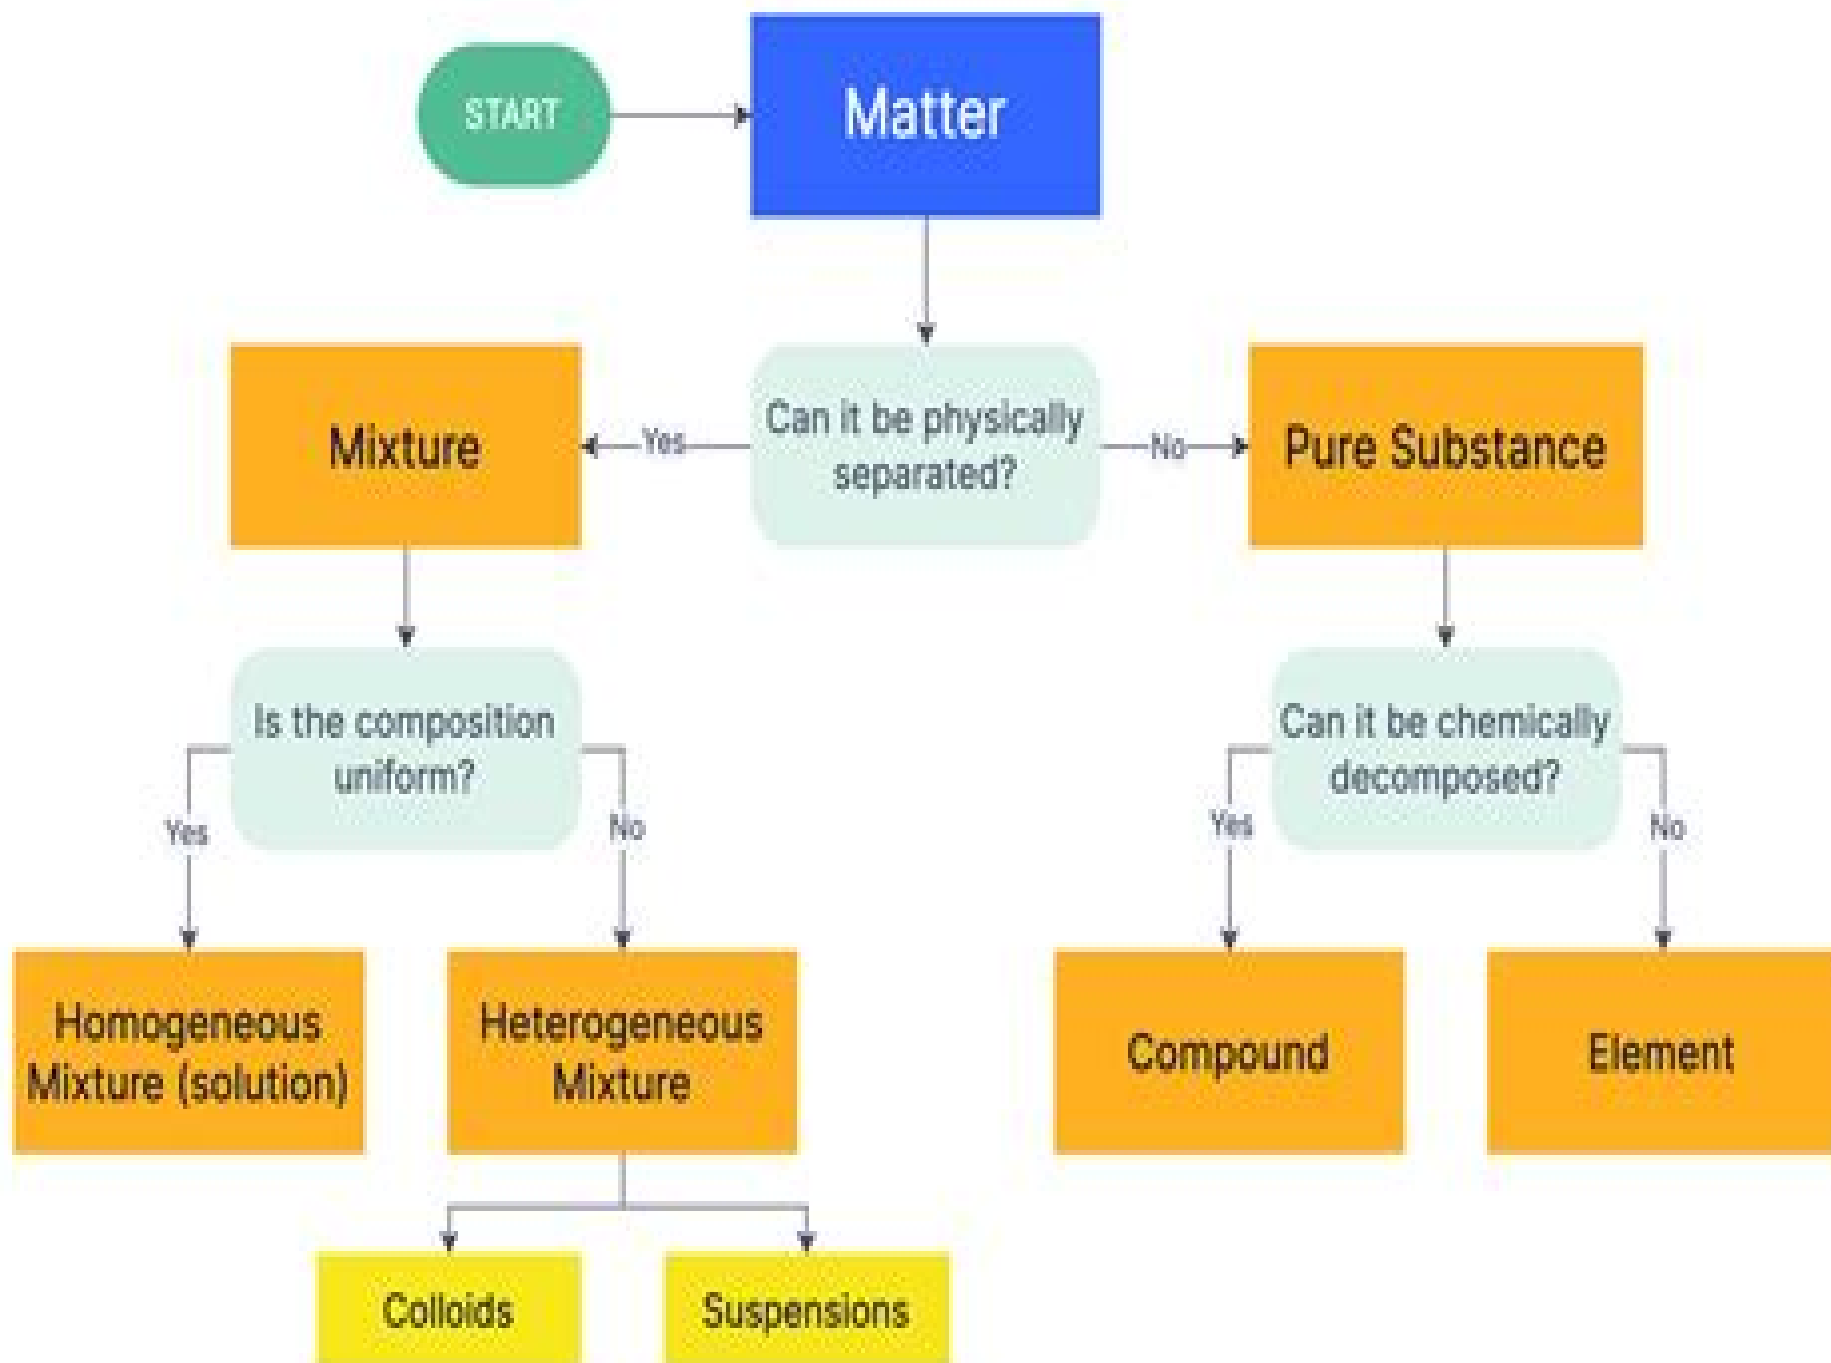 START
Matter
Mixture
Yes
Can it be physically
separated?
No
Pure Substance
Is the composition
uniform?
Yes
No
Can it be chemically
decomposed?
Yes
No
Homogeneous
Mixture (solution)
Heterogeneous
Mixture
Compound
Element
Colloids
Suspensions